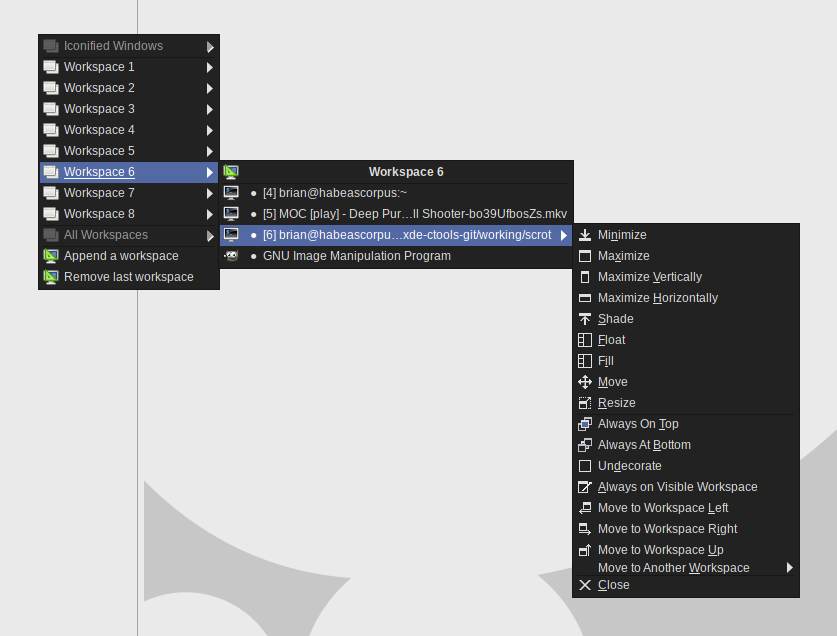 Iconified Windows
Workspace 1
Workspace 2
Workspace 3
Workspace 4
Workspace 5
Workspace 6
Workspace 7
Workspace 8
All Workspaces
Append a workspace
Remove last workspace
Workspace 6
[4] brian@habeascorpus:~
[5] MOC [play] - Deep Pur…ll Shooter-bo39UfbosZs.mkv
[6] brian@habeascorpu…xde-ctools-git/working/scrot
GNU Image Manipulation Program
Minimize
Maximize
Maximize Vertically
Maximize Horizontally
Shade
Float
Fill
Move
Resize
Always On Top
Always At Bottom
Undecorate
Always on Visible Workspace
Move to Workspace Left
Move to Workspace Right
Move to Workspace Up
Move to Another Workspace
Close